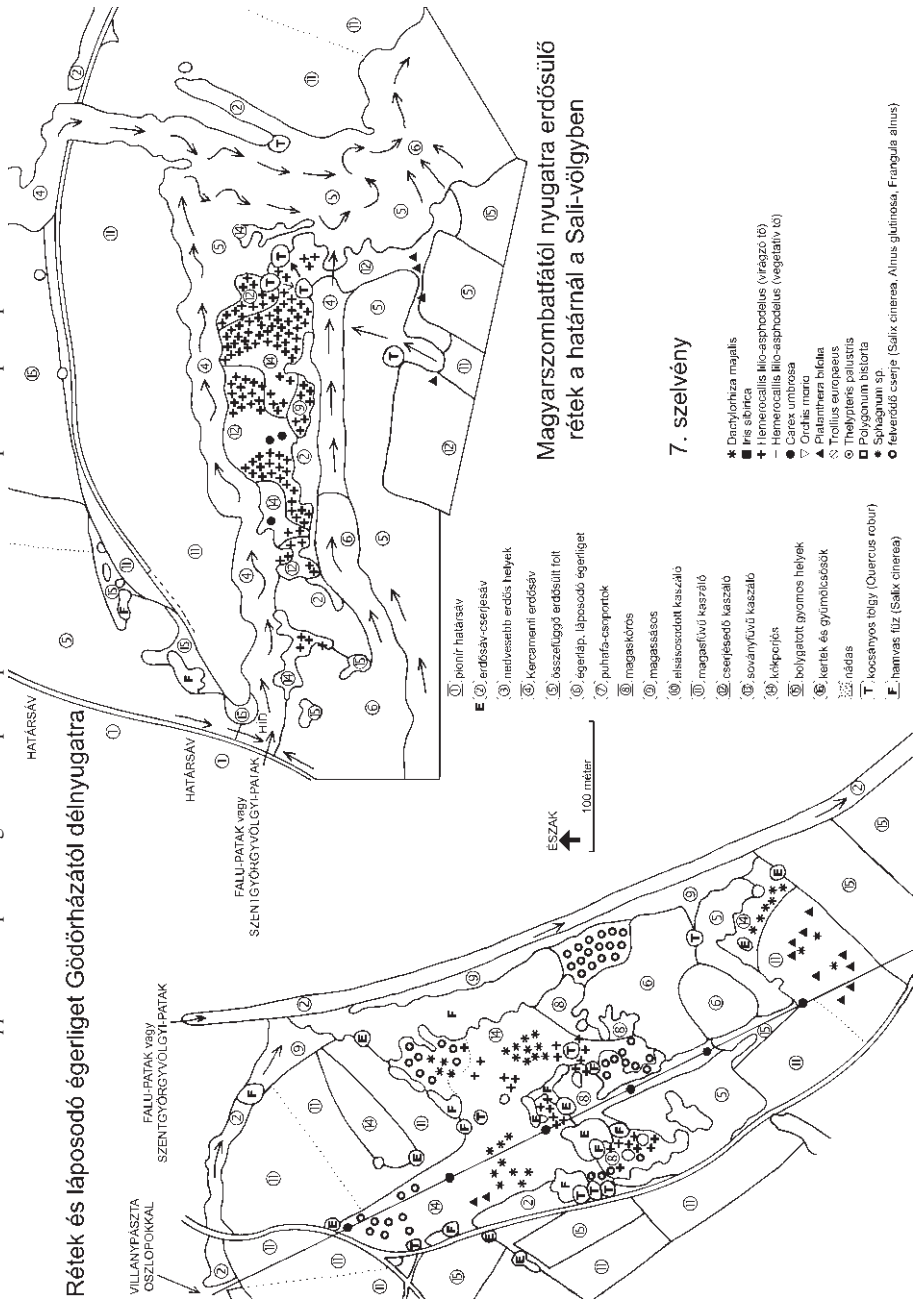 Rétek és láposodó égerliget Gödörházától délnyugatra
VILLANYPÁSZTA
OSZLOPOKKAL
FALU-PATAK vagy
SZENTGYÖRGYVÖLGYI-PATAK
FALU-PATAK vagy
SZENTGYÖRGYVÖLGYI-PATAK
HATÁRSÁV
HATÁRSÁV
HÍD
ÉSZAK
100 méter
Magyarszombatfától nyugatra erdősülő
rétek a határnál a Sali-völgyben
7. szelvény
① pionír határsáv
E ② erdősáv-cserjesáv
③ nedvesebb erdős helyek
④ Kercamenti erdősáv
⑤ összefüggő erdősült folt
⑥ égerláp, láposodó égerliget
⑦ puhafa-csoportok
⑧ magaskórós
⑨ magassásos
⑩ elsásosodott kaszáló
⑪ magasfüvű kaszáló
⑫ cserjésedő kaszáló
⑬ soványfüvű kaszáló
⑭ kékperjés
⑮ bolygatott gyomos helyek
⑯ kertek és gyümölcsösök
nádas
T kocsányos tölgy (Quercus robur)
F hamvas fűz (Salix cinerea)
✱ Dactylorhiza majalis
■ Iris sibirica
+ Hemerocallis lilio-asphodelus (virágzó tő)
– Hemerocallis lilio-asphodelus (vegetatív tő)
● Carex umbrosa
▽ Orchis morio
▲ Platanthera bifolia
Trollius europaeus
⊙ Thelypteris palustris
□ Polygonum bistorta
• Sphagnum sp.
○ felverődő cserje (Salix cinerea, Alnus glutinosa, Frangula alnus)